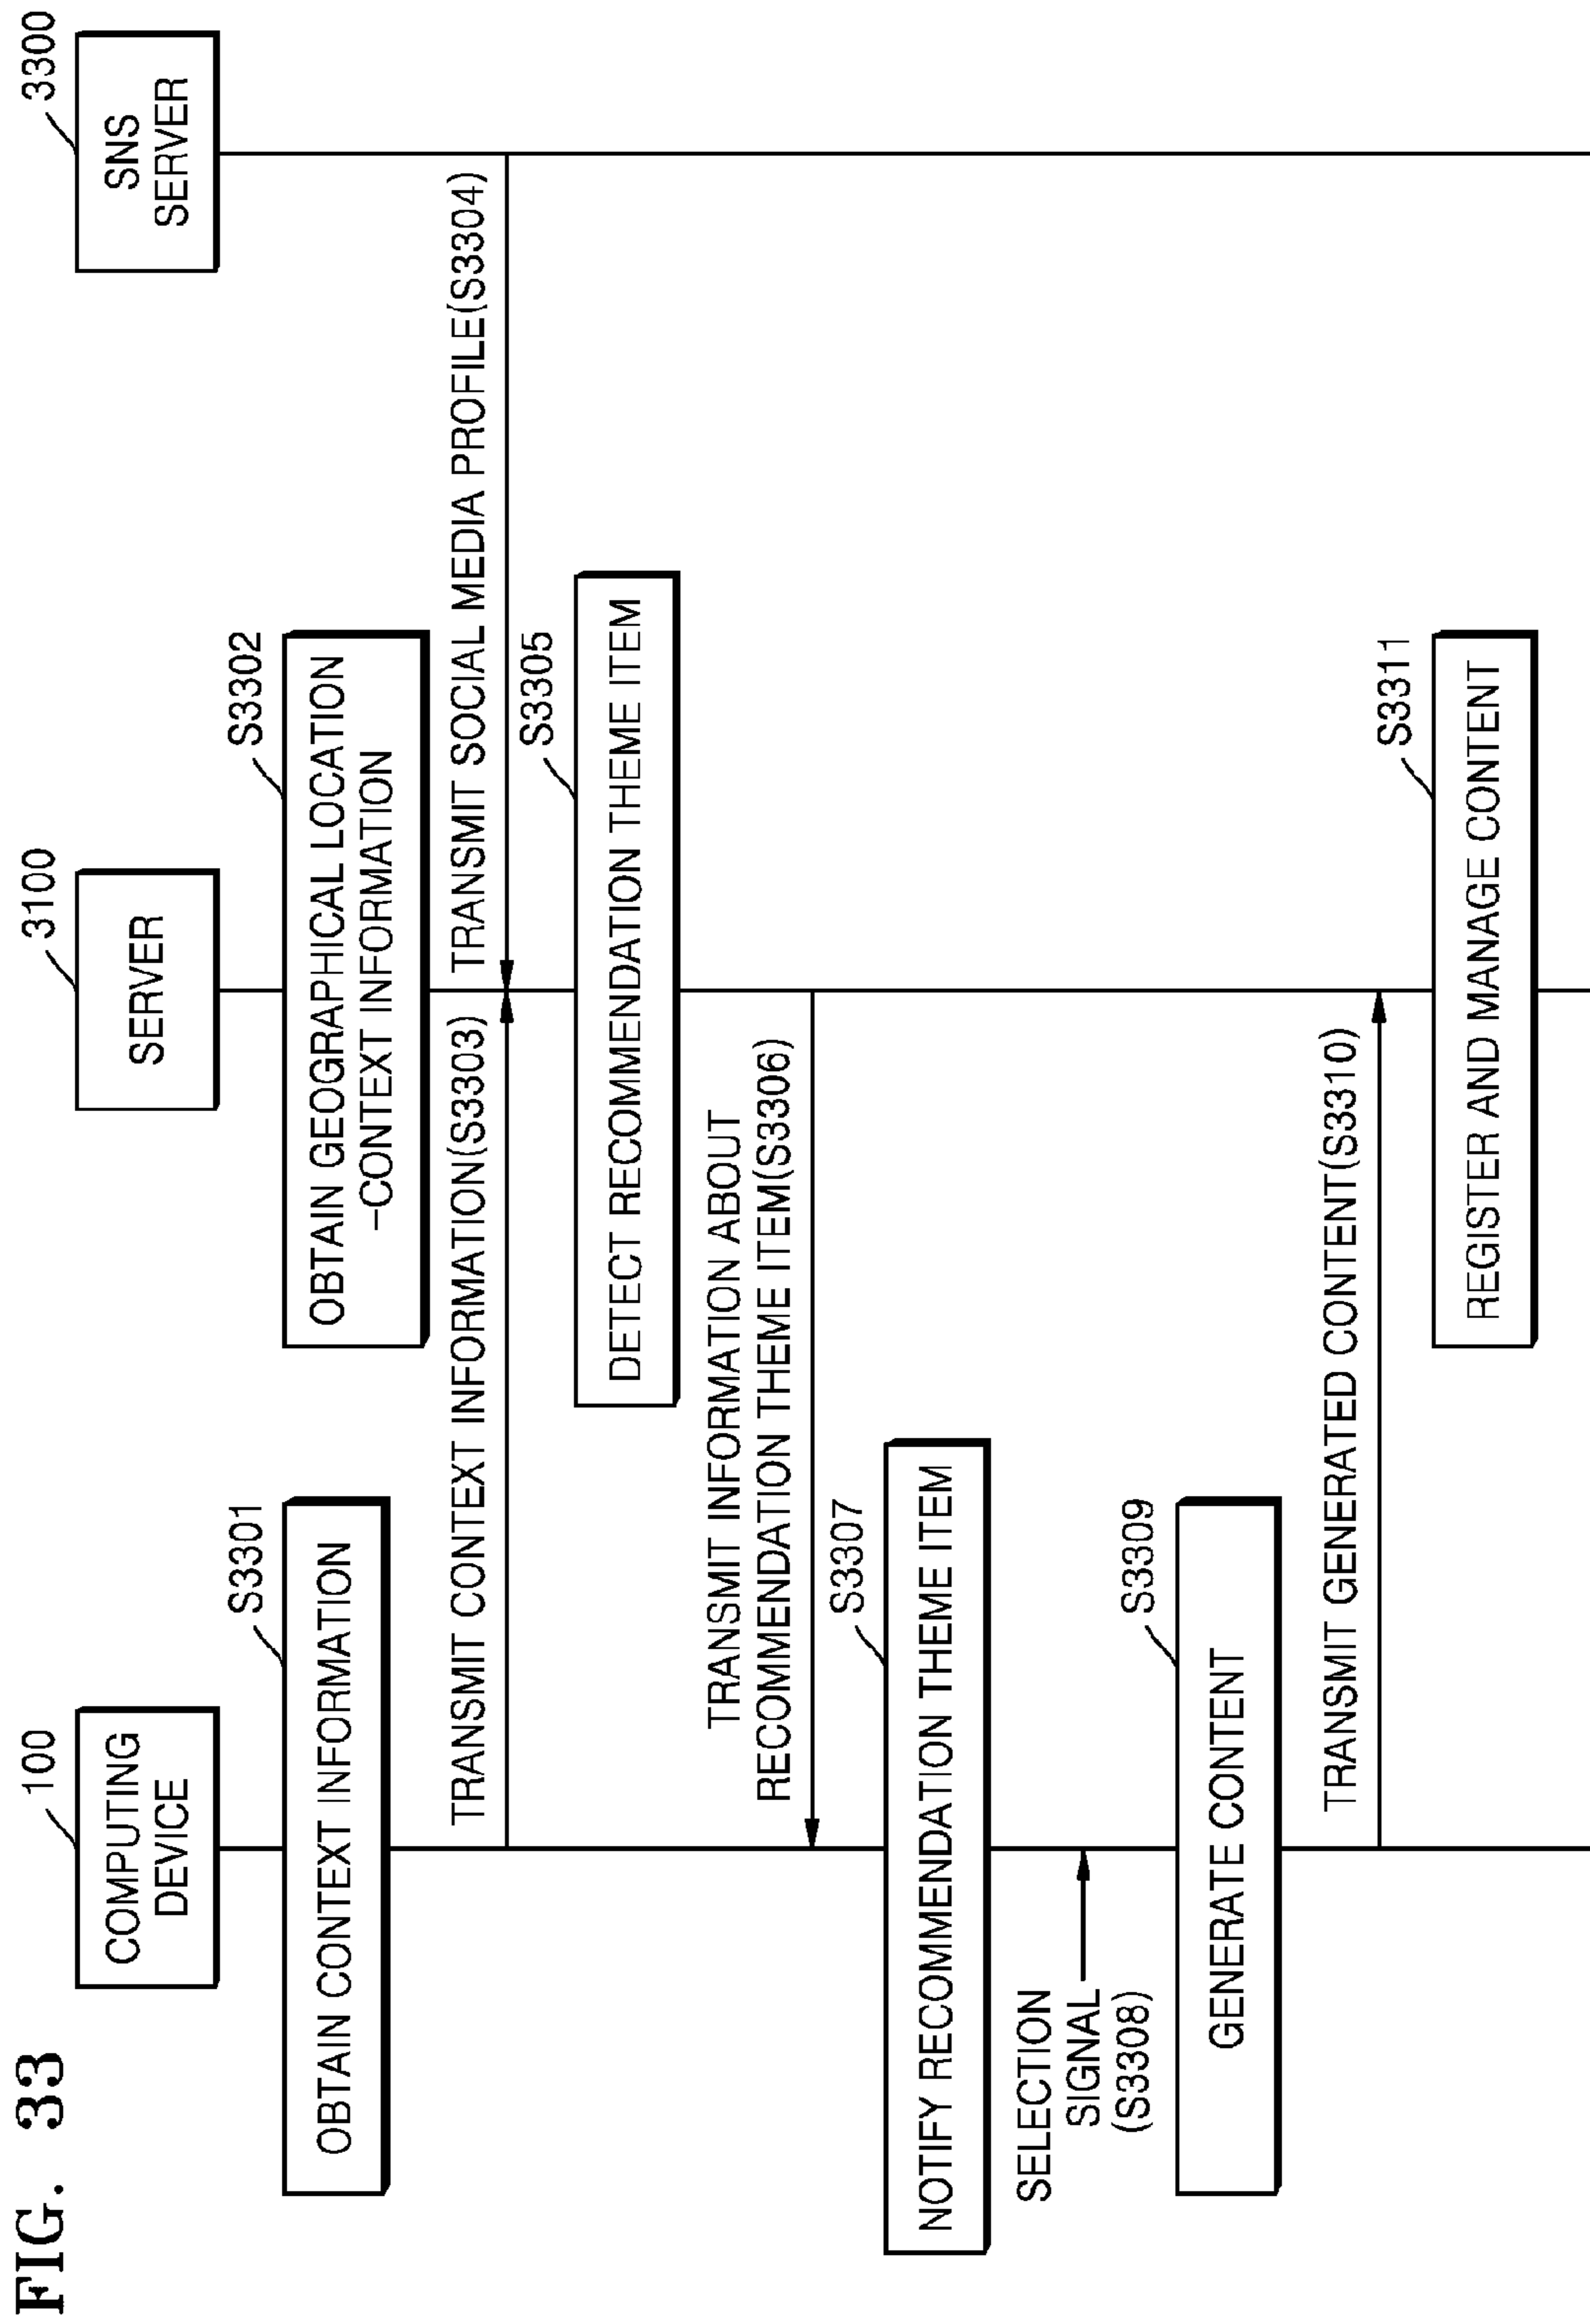 FIG. 33
100
3100
3300
COMPUTING
DEVICE
SERVER
SNS
SERVER
S3301
S3302
OBTAIN CONTEXT INFORMATION
OBTAIN GEOGRAPHICAL LOCATION
-CONTEXT INFORMATION
TRANSMIT CONTEXT INFORMATION(S3303)
TRANSMIT SOCIAL MEDIA PROFILE(S3304)
S3305
DETECT RECOMMENDATION THEME ITEM
TRANSMIT INFORMATION ABOUT
RECOMMENDATION THEME ITEM(S3306)
S3307
NOTIFY RECOMMENDATION THEME ITEM
SELECTION
SIGNAL
(S3308)
S3309
GENERATE CONTENT
TRANSMIT GENERATED CONTENT(S3310)
S3311
REGISTER AND MANAGE CONTENT